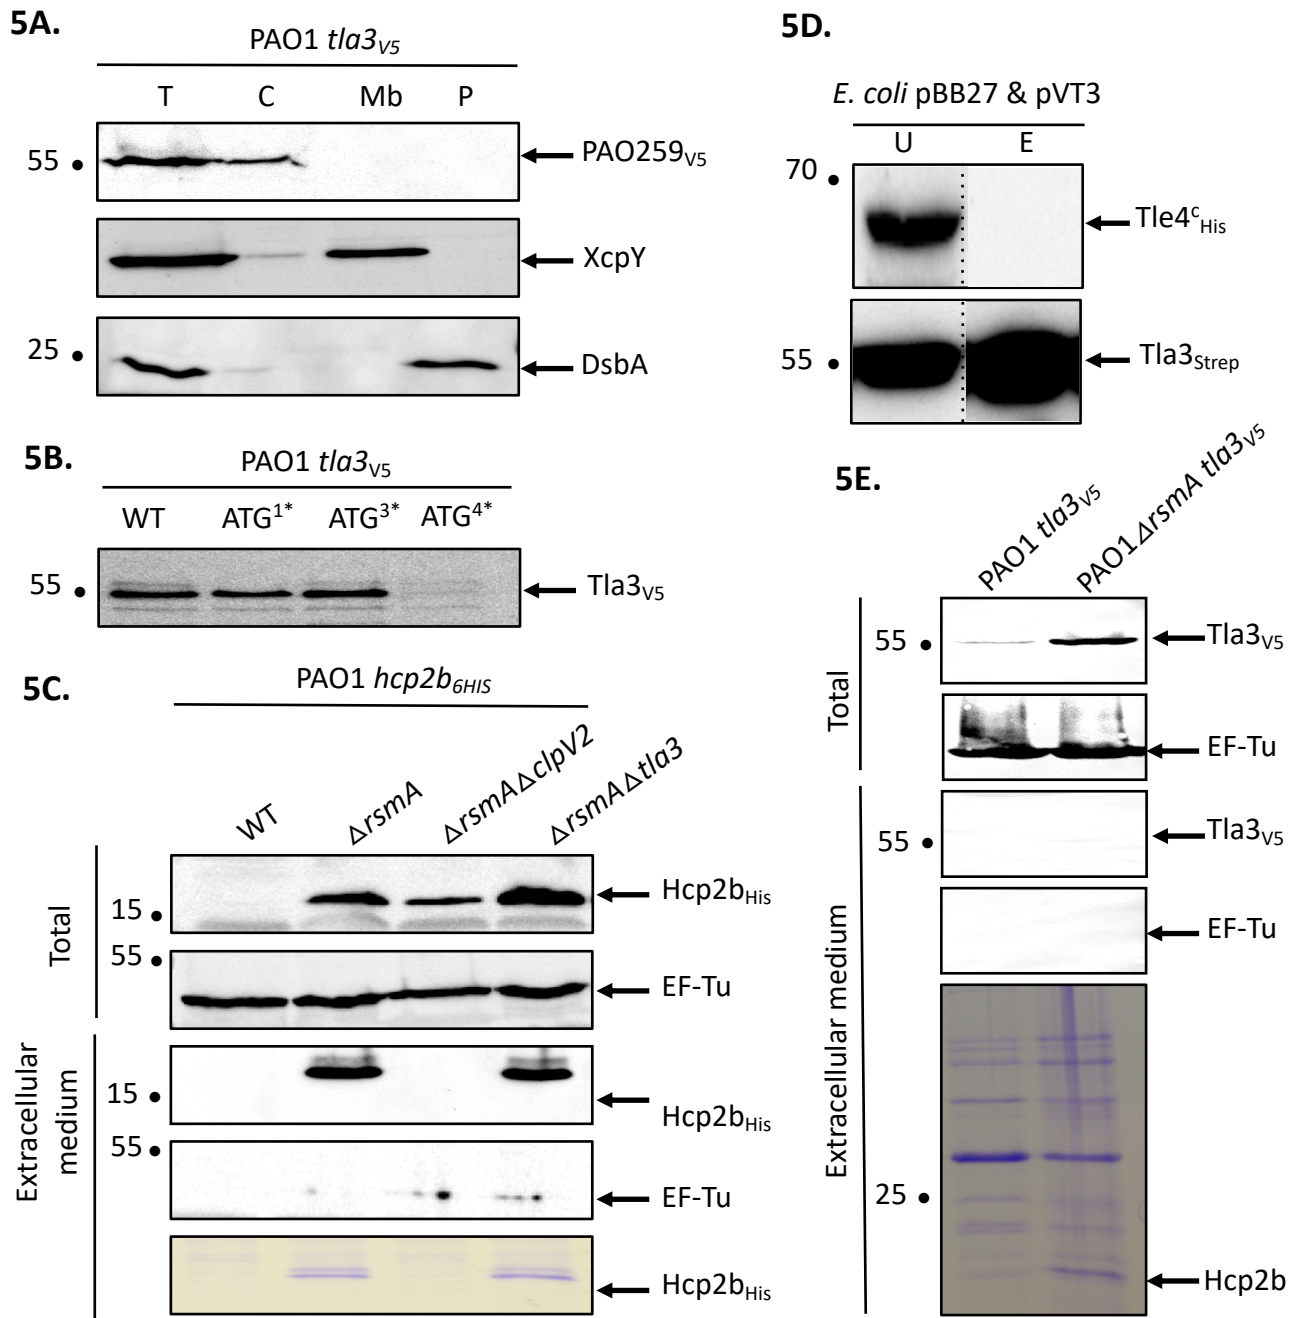 5A.
PAO1 tla3V5
T C Mb P
55 • PAO259V5
XcpY
25 • DsbA
5B.
PAO1 tla3V5
WT ATG1* ATG3* ATG4*
55 • Tla3V5
5C.
PAO1 hcp2b6HIS
WT ΔrsmA ΔrsmAΔclpV2 ΔrsmAΔtla3
Total
15 • Hcp2bHis
55 • EF-Tu
Extracellular
medium
15 • Hcp2bHis
55 • EF-Tu
Hcp2bHis
5D.
E. coli pBB27 & pVT3
U E
70 • Tle4cHis
55 • Tla3Strep
5E.
PAO1 tla3V5 PAO1ΔrsmA tla3V5
Total
55 • Tla3V5
EF-Tu
Extracellular medium
55 • Tla3V5
EF-Tu
25 •
Hcp2b